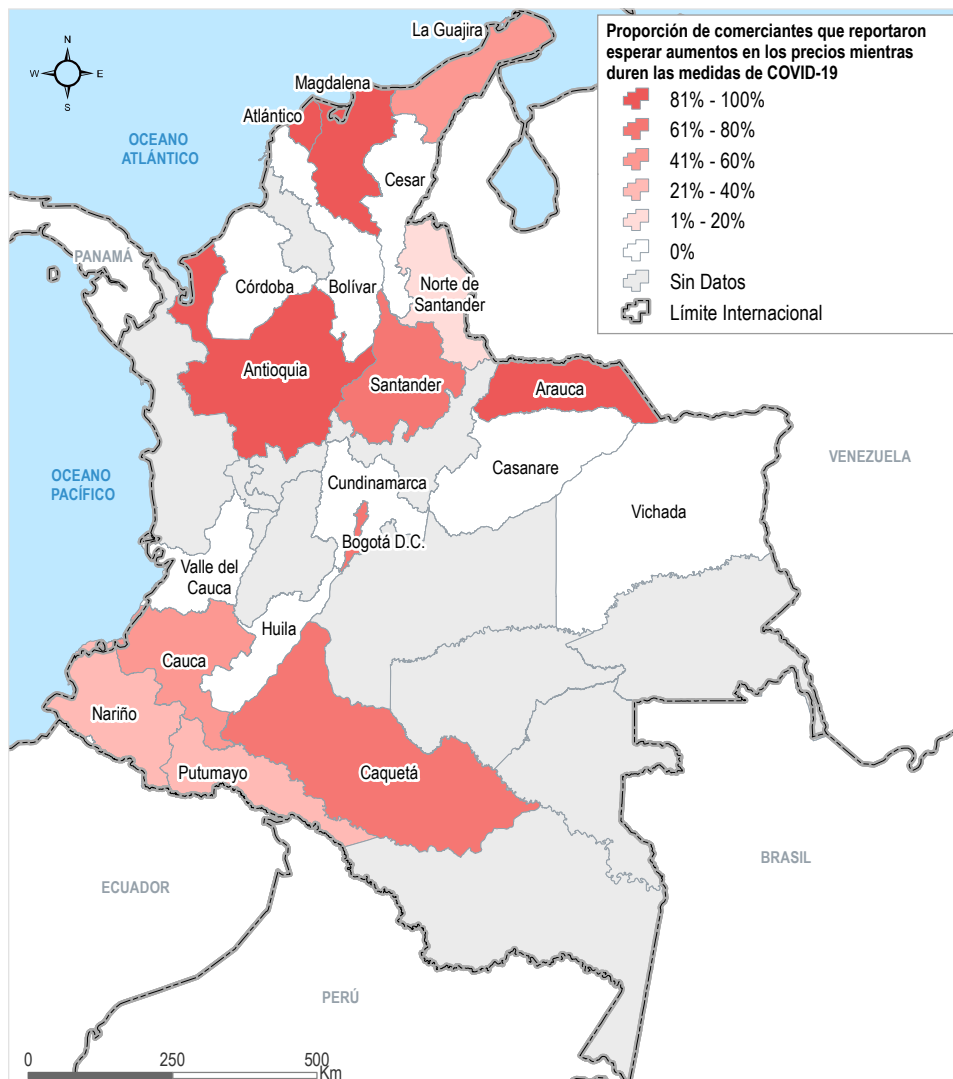 N
W
E
S
La Guajira
Magdalena
Atlántico
OCEANO
ATLÁNTICO
Cesar
PANAMÁ
Córdoba
Bolívar
Norte de
Santander
Antioquia
Santander
Arauca
OCEANO
PACÍFICO
Casanare
Cundinamarca
VENEZUELA
Vichada
Bogotá D.C.
Valle del
Cauca
Huila
Cauca
Nariño
Putumayo
Caquetá
ECUADOR
BRASIL
PERÚ
0
250
500
Km
Proporción de comerciantes que reportaron
esperar aumentos en los precios mientras
duren las medidas de COVID-19
81% - 100%
61% - 80%
41% - 60%
21% - 40%
1% - 20%
0%
Sin Datos
Límite Internacional